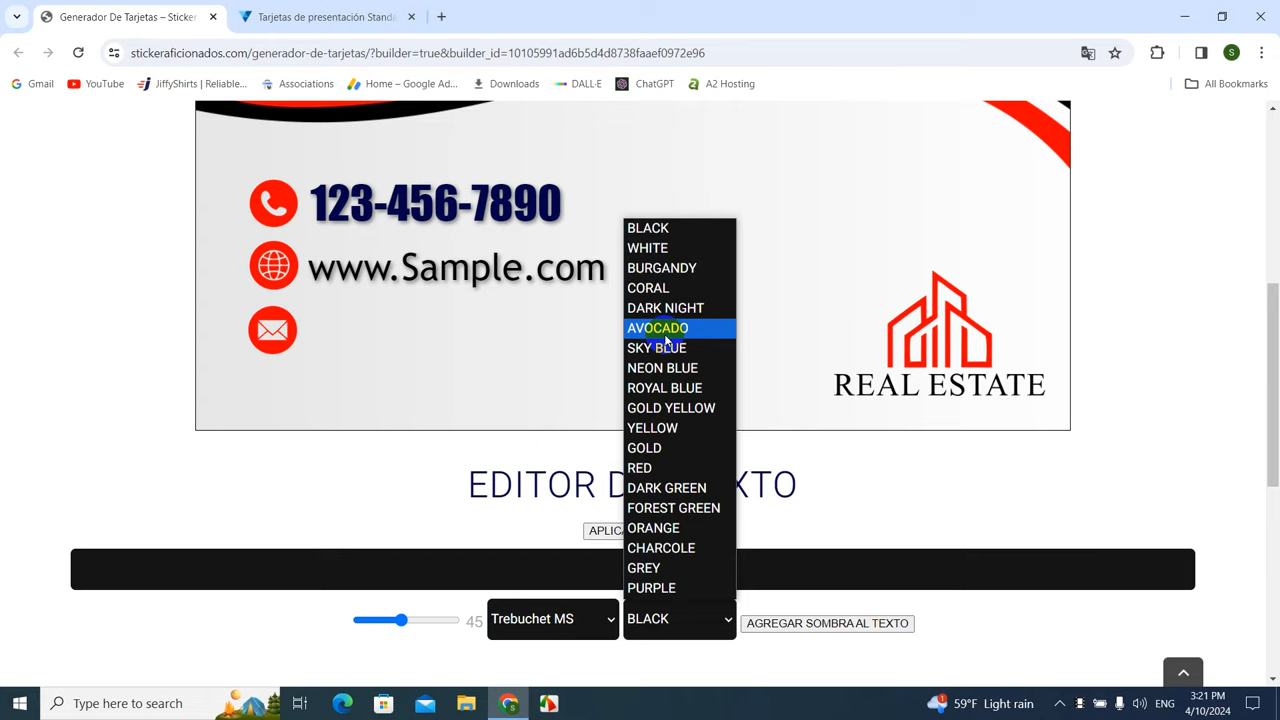 Generador De Tarjetas – Sticker
Tarjetas de presentación Standa
stickeraficionados.com/generador-de-tarjetas/?builder=true&builder_id=10105991ad6b5d4d8738faaef0972e96
S
Gmail
YouTube
JiffyShirts | Reliable...
Associations
Home – Google Ad...
Downloads
DALL·E
ChatGPT
A2 Hosting
All Bookmarks
123-456-7890
www.Sample.com
REAL ESTATE
BLACK
WHITE
BURGANDY
CORAL
DARK NIGHT
AVOCADO
SKY BLUE
NEON BLUE
ROYAL BLUE
GOLD YELLOW
YELLOW
GOLD
RED
DARK GREEN
FOREST GREEN
ORANGE
CHARCOLE
GREY
PURPLE
EDITOR D XTO
APLIC
45
Trebuchet MS
BLACK
AGREGAR SOMBRA AL TEXTO
Type here to search
59°F Light rain
ENG
3:21 PM
4/10/2024